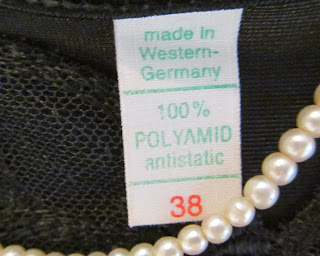 made in
Western-
Germany
100%
POLYAMID
antistatic
38